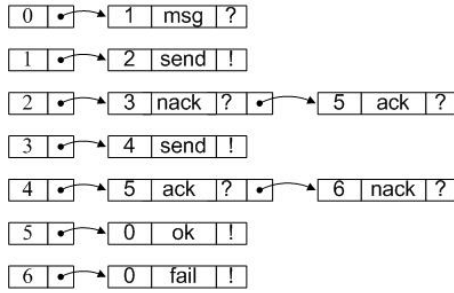 0 1 msg ?
1 2 send !
2 3 nack ? 5 ack ?
3 4 send !
4 5 ack ? 6 nack ?
5 0 ok !
6 0 fail !